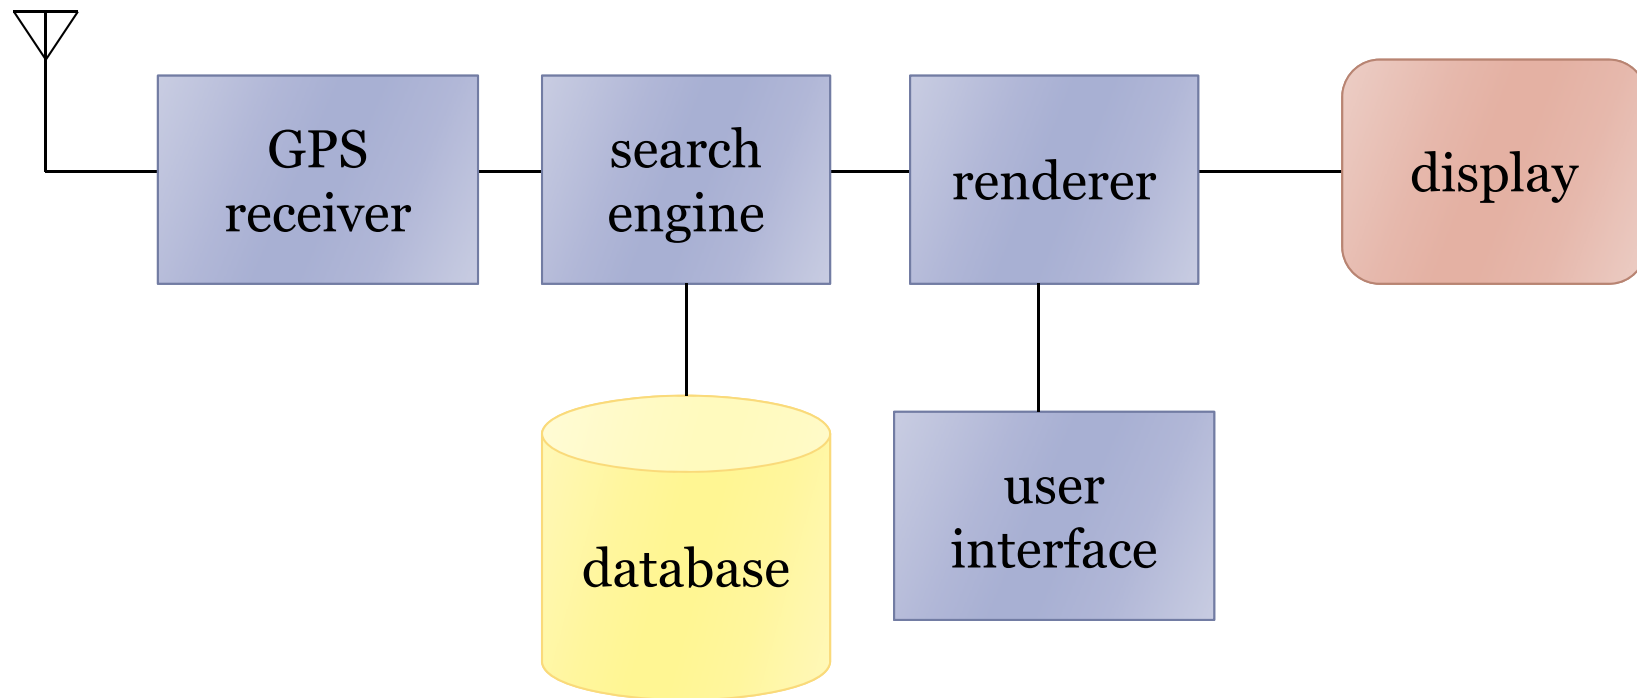 GPS
receiver
search
engine
renderer
display
database
user
interface